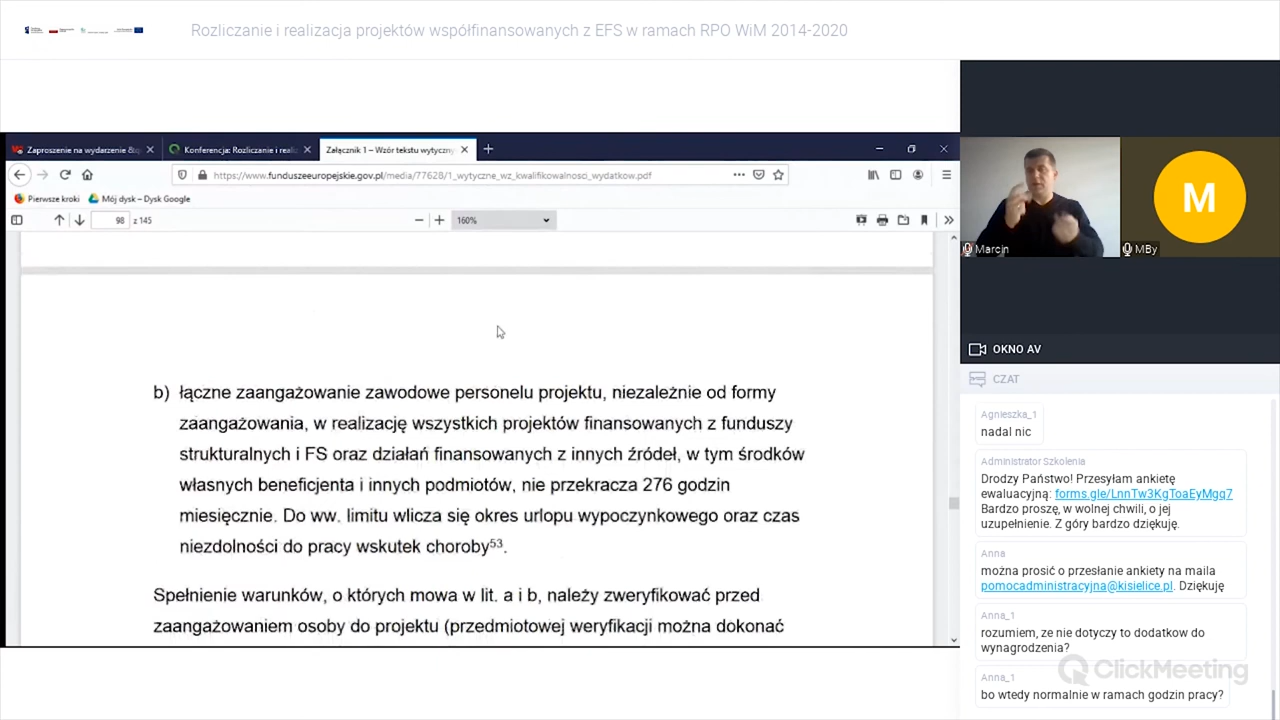 Rozliczanie i realizacja projektów współfinansowanych z EFS w ramach RPO WiM 2014-2020
Zaproszenie na wydarzenie
Konferencja: Rozliczanie i reali
Załącznik 1 – Wzór tekstu wytyczny
https://www.funduszeeuropejskie.gov.pl/media/77628/1_wytyczne_wz_kwalifikowalnosci_wydatkow.pdf
Pierwsze kroki
Mój dysk – Dysk Google
98 z 145
160%
b) łączne zaangażowanie zawodowe personelu projektu, niezależnie od formy
zaangażowania, w realizację wszystkich projektów finansowanych z funduszy
strukturalnych i FS oraz działań finansowanych z innych źródeł, w tym środków
własnych beneficjenta i innych podmiotów, nie przekracza 276 godzin
miesięcznie. Do ww. limitu wlicza się okres urlopu wypoczynkowego oraz czas
niezdolności do pracy wskutek choroby53.
Spełnienie warunków, o których mowa w lit. a i b, należy zweryfikować przed
zaangażowaniem osoby do projektu (przedmiotowej weryfikacji można dokonać
M
Marcin
MBy
OKNO AV
CZAT
Agnieszka_1
nadal nic
Administrator Szkolenia
Drodzy Państwo! Przesyłam ankietę
ewaluacyjną: forms.gle/LnnTw3KgToaEyMgq7
Bardzo proszę, w wolnej chwili, o jej
uzupełnienie. Z góry bardzo dziękuję.
Anna
można prosić o przesłanie ankiety na maila
pomocadministracyjna@kisielice.pl. Dziękuję
Anna_1
rozumiem, ze nie dotyczy to dodatkow do
wynagrodzenia?
Anna_1
bo wtedy normalnie w ramach godzin pracy?
ClickMeeting